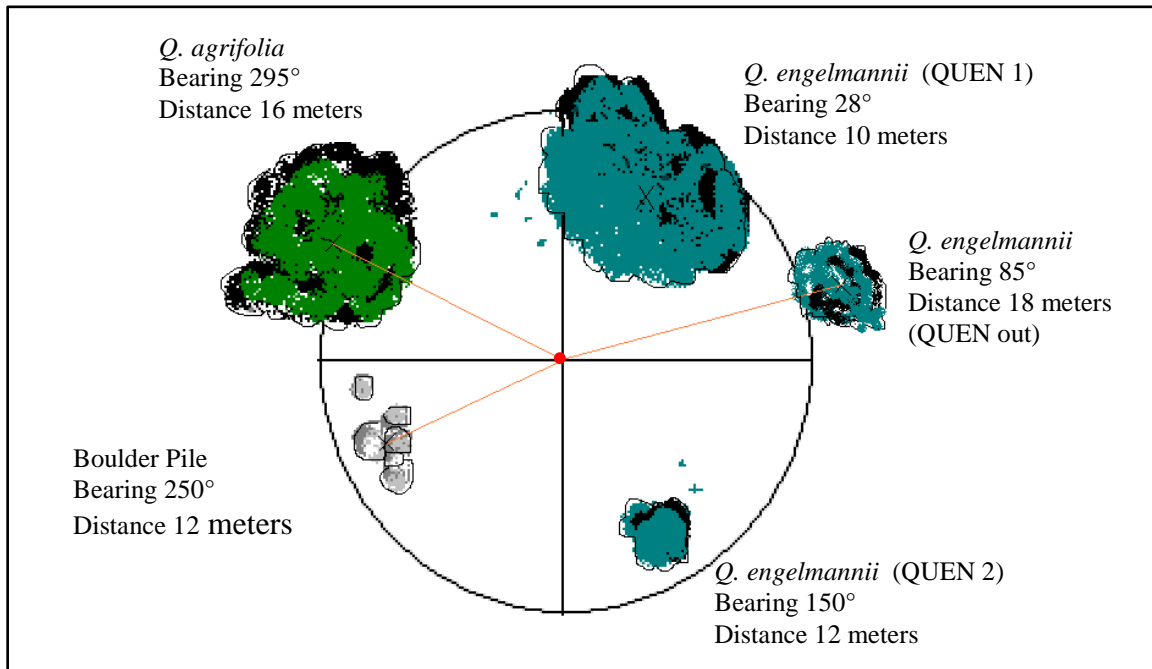 Q. agrifolia
Bearing 295°
Distance 16 meters
Q. engelmannii (QUEN 1)
Bearing 28°
Distance 10 meters
Q. engelmannii
Bearing 85°
Distance 18 meters
(QUEN out)
Boulder Pile
Bearing 250°
Distance 12 meters
Q. engelmannii (QUEN 2)
Bearing 150°
Distance 12 meters